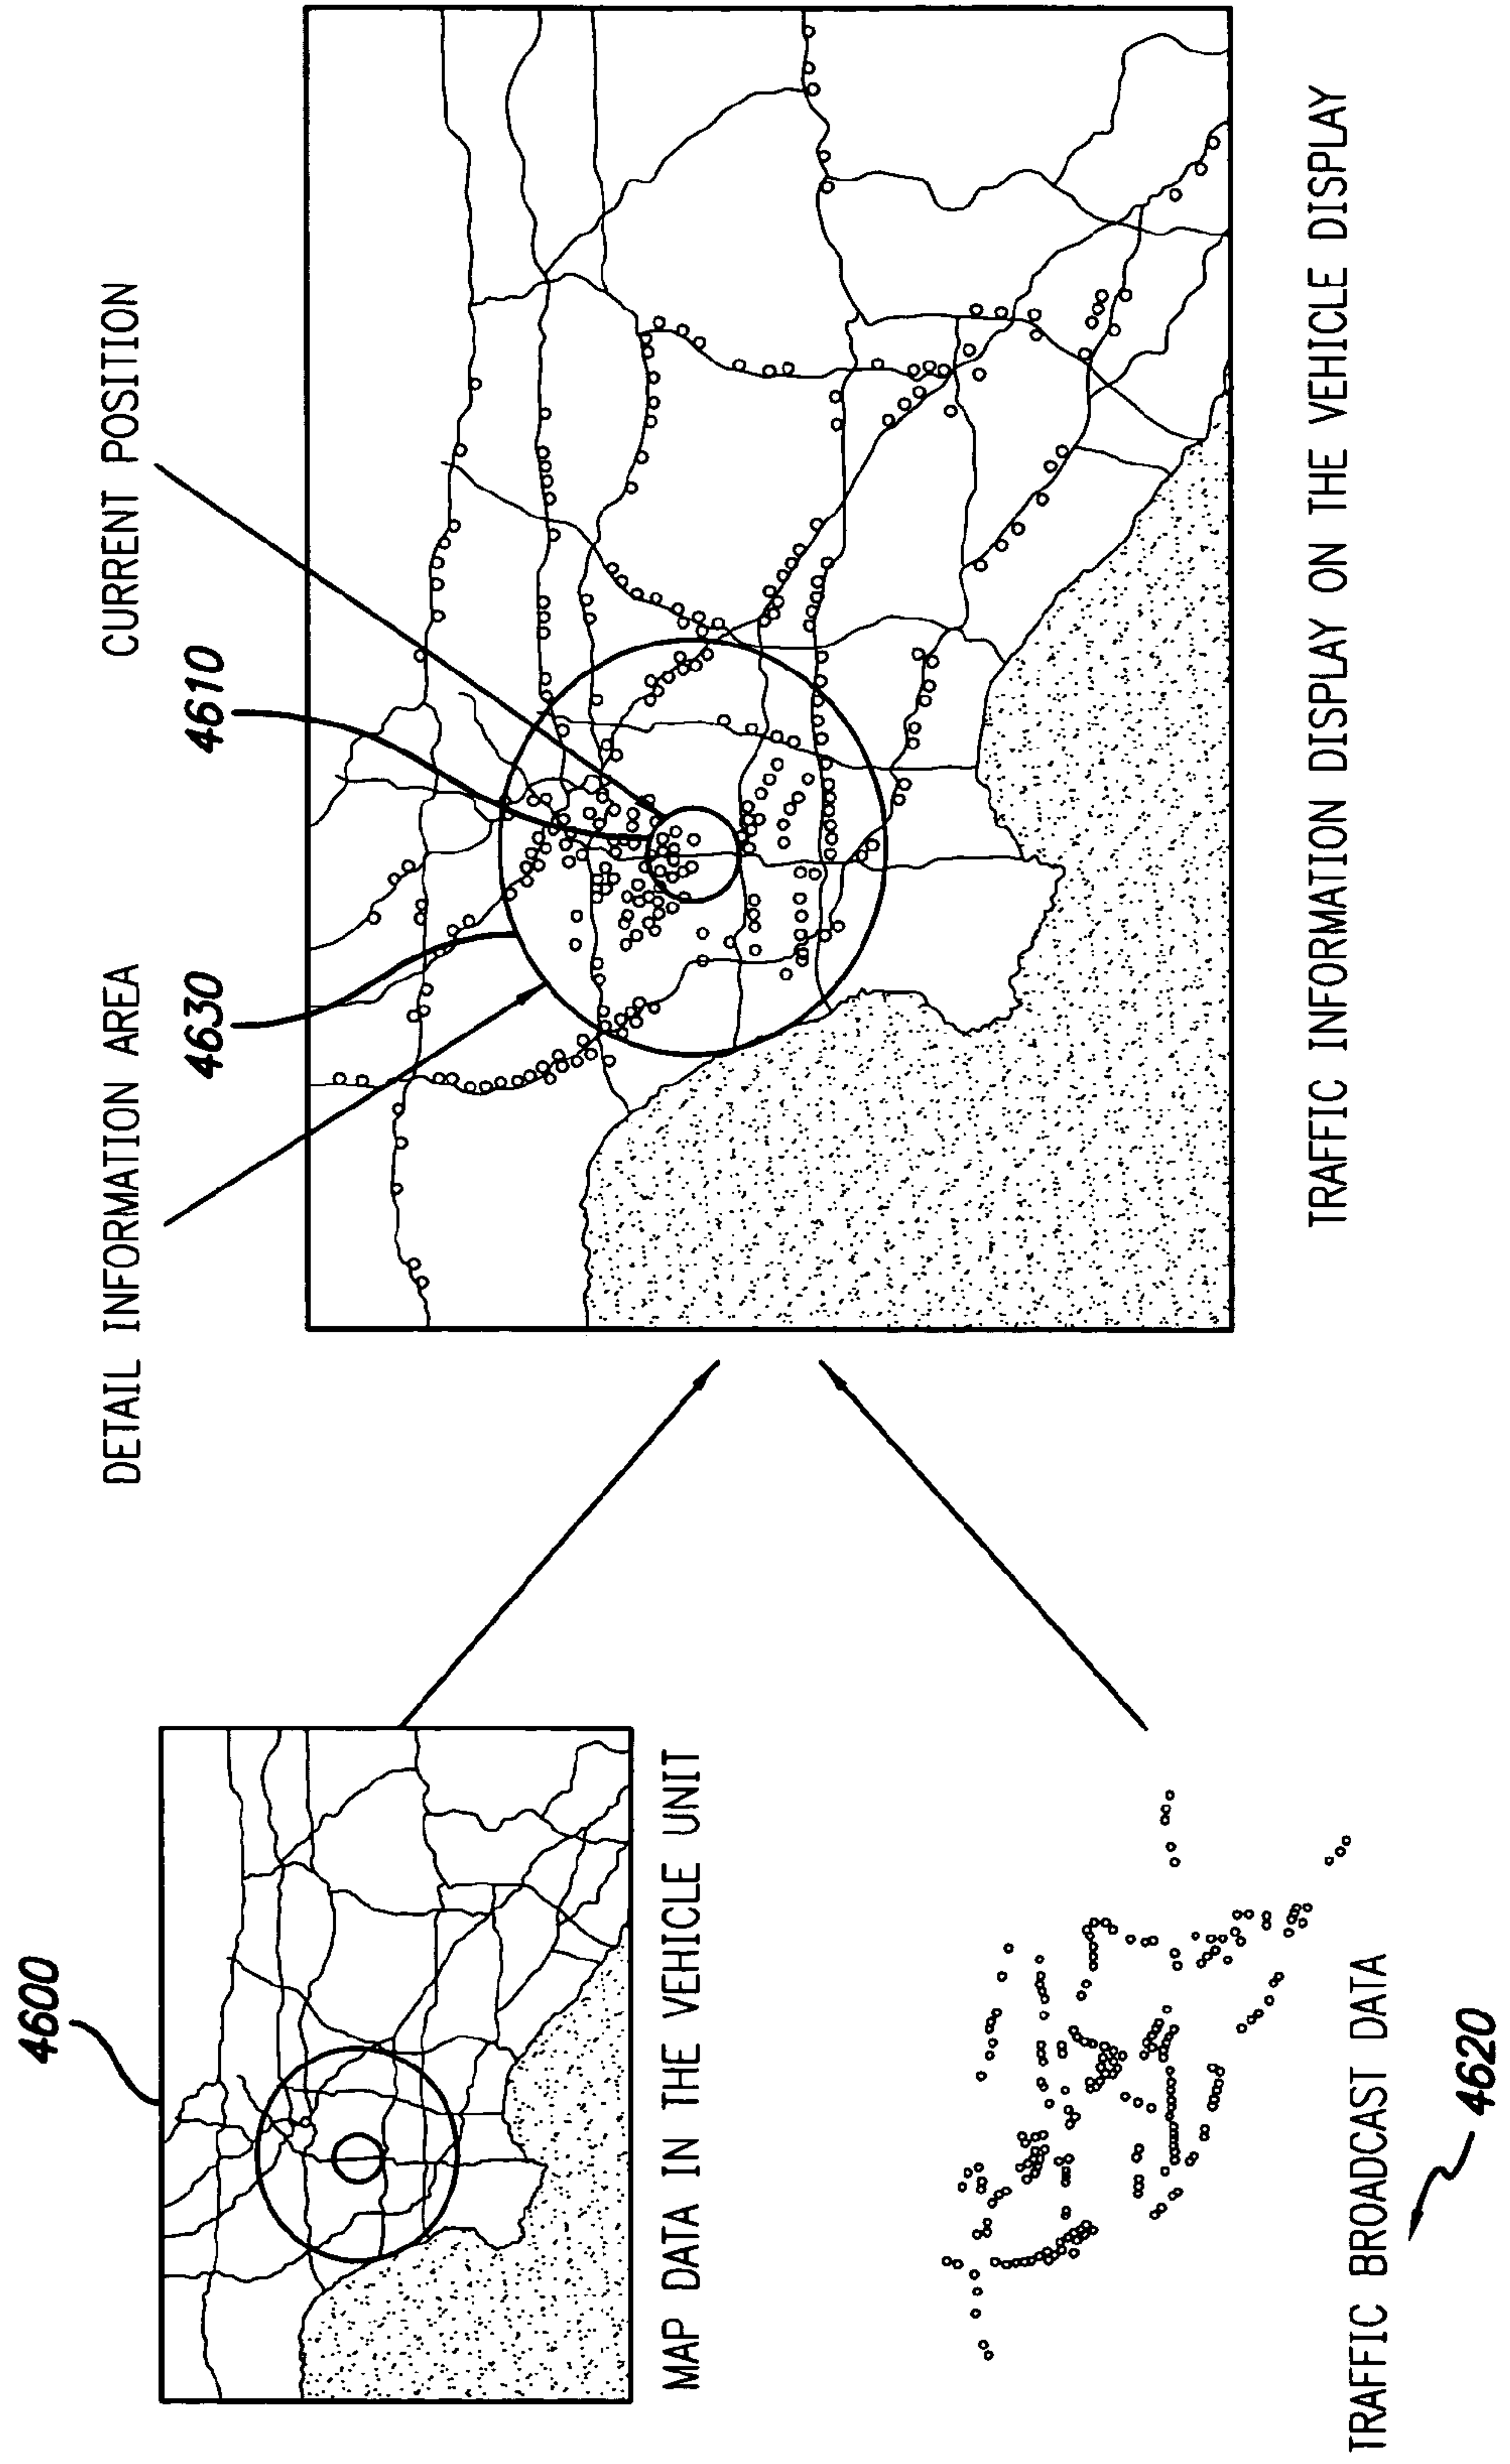 4600
MAP DATA IN THE VEHICLE UNIT
TRAFFIC BROADCAST DATA
4620
DETAIL INFORMATION AREA
4630
4610
CURRENT POSITION
TRAFFIC INFORMATION DISPLAY ON THE VEHICLE DISPLAY